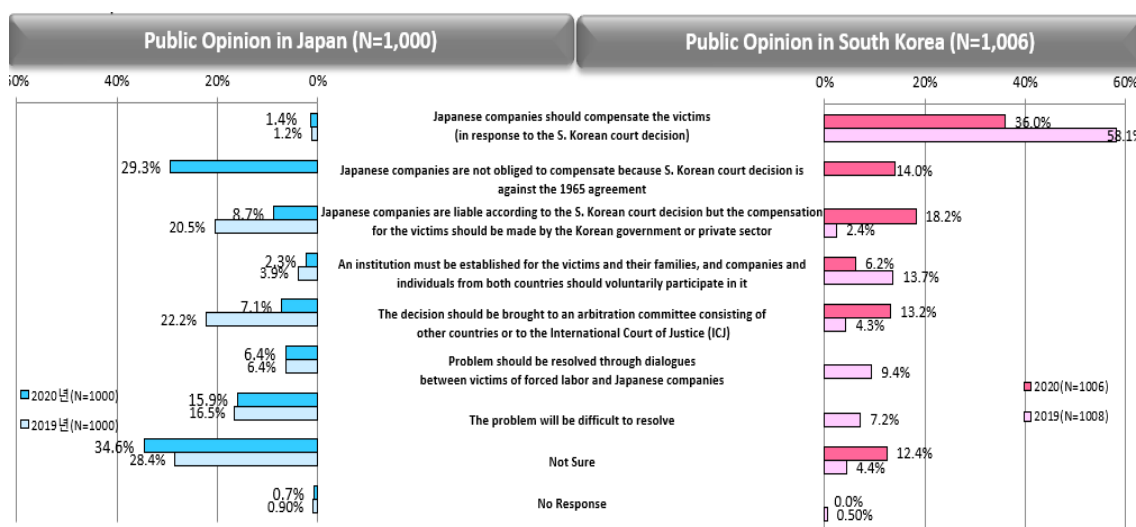 Public Opinion in Japan (N=1,000)
Public Opinion in South Korea (N=1,006)
60% 40% 20% 0%
0% 20% 40% 60%
Japanese companies should compensate the victims
(in response to the S. Korean court decision)
1.4%
1.2%
36.0%
58.1%
Japanese companies are not obliged to compensate because S. Korean court decision is
against the 1965 agreement
29.3%
14.0%
Japanese companies are liable according to the S. Korean court decision but the compensation
for the victims should be made by the Korean government or private sector
8.7%
20.5%
18.2%
2.4%
An institution must be established for the victims and their families, and companies and
individuals from both countries should voluntarily participate in it
2.3%
3.9%
6.2%
13.7%
The decision should be brought to an arbitration committee consisting of
other countries or to the International Court of Justice (ICJ)
7.1%
22.2%
13.2%
4.3%
Problem should be resolved through dialogues
between victims of forced labor and Japanese companies
6.4%
6.4%
9.4%
The problem will be difficult to resolve
15.9%
16.5%
7.2%
Not Sure
34.6%
28.4%
12.4%
4.4%
No Response
0.7%
0.90%
0.0%
0.50%
2020년(N=1000)
2019년(N=1000)
2020(N=1006)
2019(N=1008)